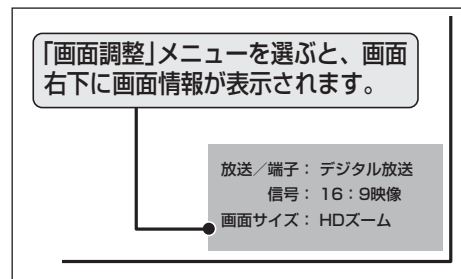 「画面調整」メニューを選ぶと、画面
右下に画面情報が表示されます。
放送／端子： デジタル放送
信号： 16：9映像
画面サイズ： HDズーム